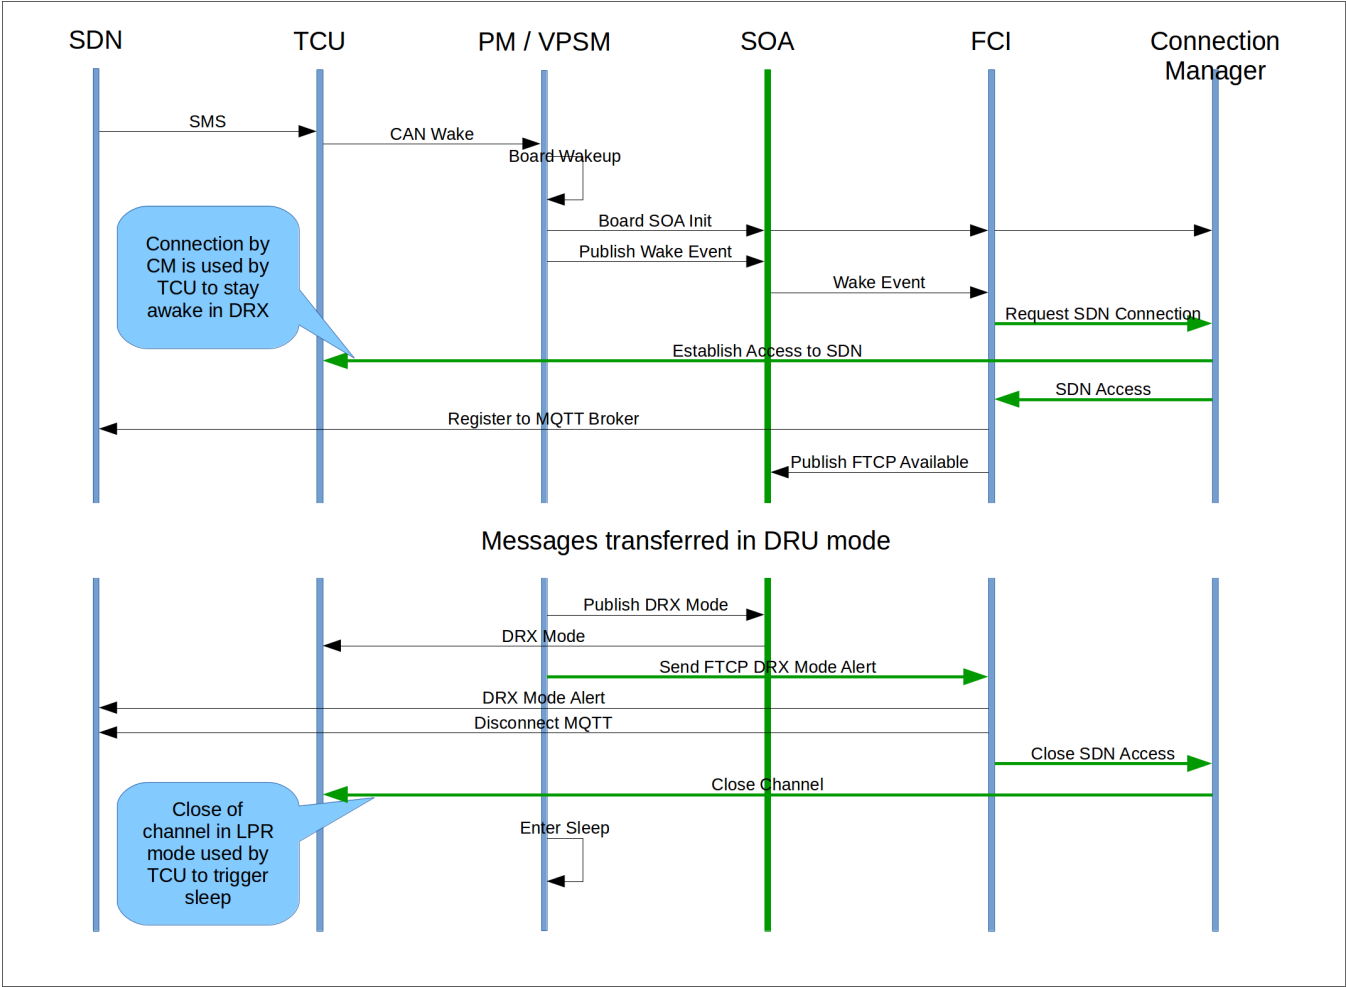 SDN
TCU
PM / VPSM
SOA
FCI
Connection
Manager
SMS
CAN Wake
Board Wakeup
Board SOA Init
Publish Wake Event
Connection by
CM is used by
TCU to stay
awake in DRX
Wake Event
Request SDN Connection
Establish Access to SDN
SDN Access
Register to MQTT Broker
Publish FTCP Available
Messages transferred in DRU mode
Publish DRX Mode
DRX Mode
Send FTCP DRX Mode Alert
DRX Mode Alert
Disconnect MQTT
Close SDN Access
Close Channel
Close of
channel in LPR
mode used by
TCU to trigger
sleep
Enter Sleep